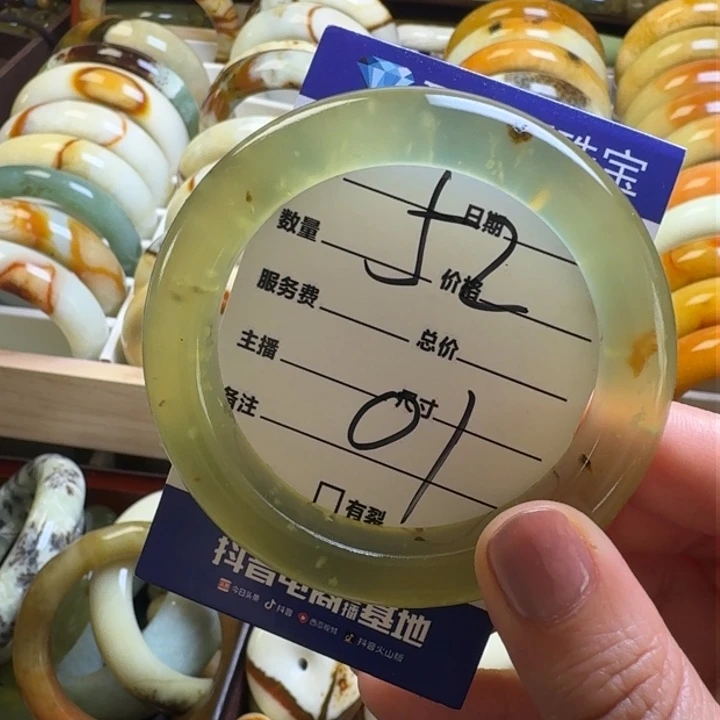 珠宝
日期
数量
价格
52
服务费
总价
主播
尺寸
01
备注
有裂
抖音电商直播基地
今日头条 抖音 西瓜视频 抖音火山版